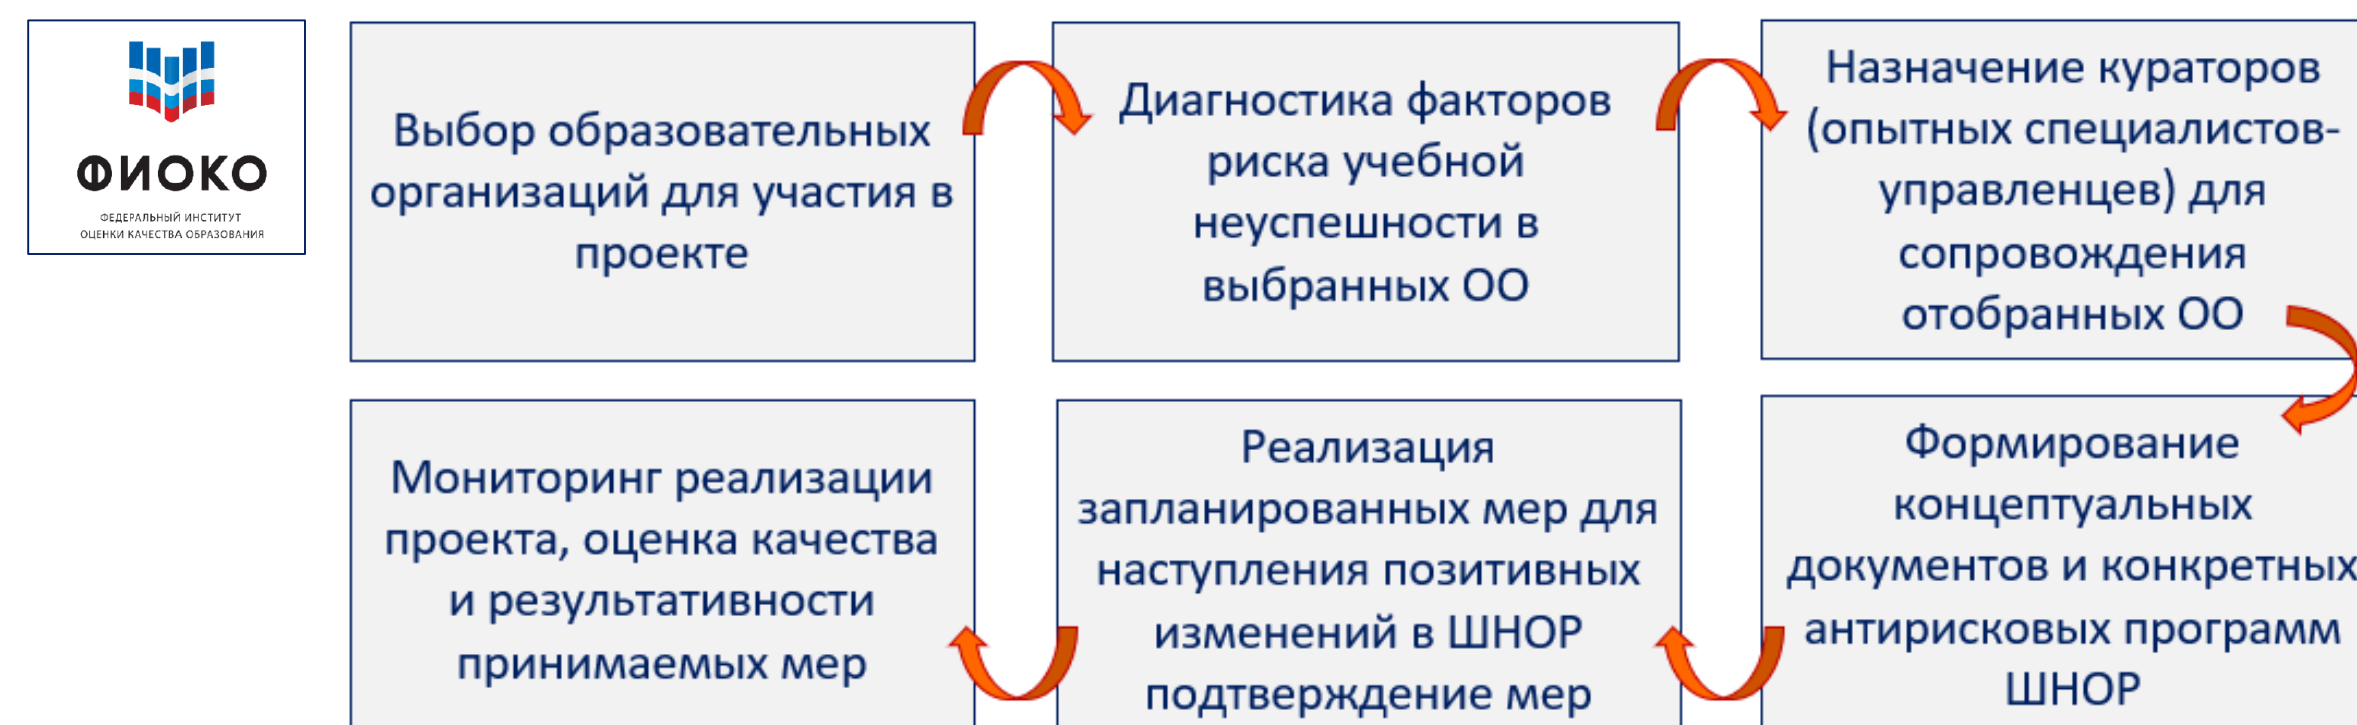 ФИОКО
ФЕДЕРАЛЬНЫЙ ИНСТИТУТ
ОЦЕНКИ КАЧЕСТВА ОБРАЗОВАНИЯ
Выбор образовательных
организаций для участия в
проекте
Диагностика факторов
риска учебной
неуспешности в
выбранных ОО
Назначение кураторов
(опытных специалистов-
управленцев) для
сопровождения
отобранных ОО
Формирование
концептуальных
документов и конкретных
антирисковых программ
ШНОР
Реализация
запланированных мер для
наступления позитивных
изменений в ШНОР
подтверждение мер
Мониторинг реализации
проекта, оценка качества
и результативности
принимаемых мер